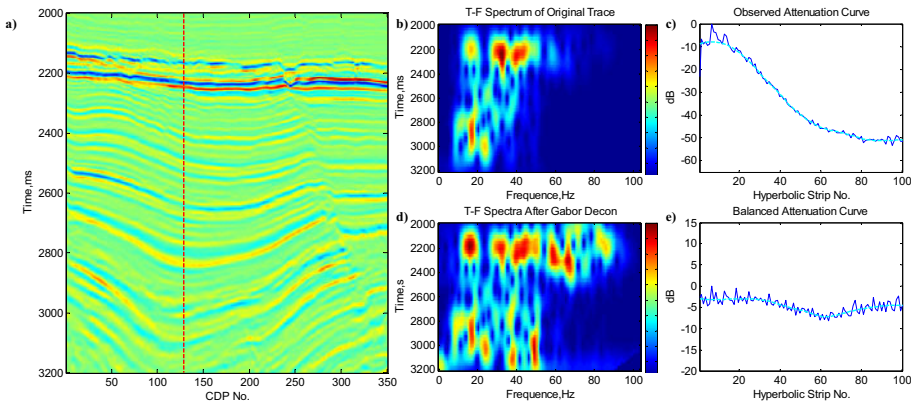 a)
2000
2200
2400
2600
2800
3000
3200
Time,ms
50 100 150 200 250 300 350
CDP No.
b)
T-F Spectrum of Original Trace
2000
2200
2400
2600
2800
3000
3200
Time,ms
0 20 40 60 80 100
Frequence,Hz
c)
Observed Attenuation Curve
0
-10
-20
-30
-40
-50
-60
dB
20 40 60 80 100
Hyperbolic Strip No.
d)
T-F Spectra After Gabor Decon
2000
2200
2400
2600
2800
3000
3200
Time,s
0 20 40 60 80 100
Frequence,Hz
e)
Balanced Attenuation Curve
15
10
5
0
-5
-10
-15
-20
dB
20 40 60 80 100
Hyperbolic Strip No.